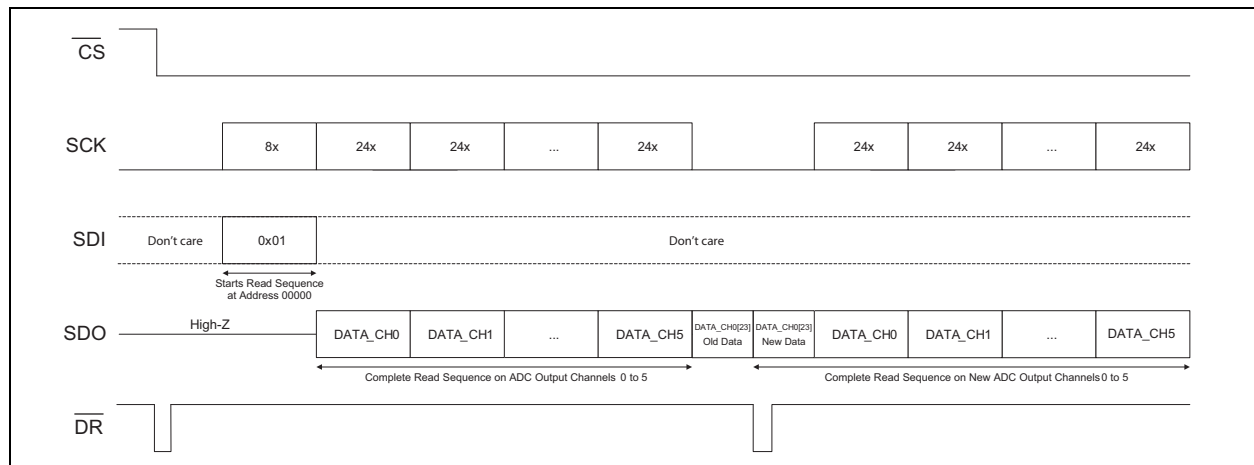 CS
SCK
8x
24x
24x
...
24x
24x
24x
...
24x
SDI
Don't care
0x01
Don't care
Starts Read Sequence
at Address 00000
SDO
High-Z
DATA_CH0
DATA_CH1
...
DATA_CH5
DATA_CH0[23]
Old Data
DATA_CH0[23]
New Data
DATA_CH0
DATA_CH1
...
DATA_CH5
Complete Read Sequence on ADC Output Channels 0 to 5
Complete Read Sequence on New ADC Output Channels 0 to 5
DR